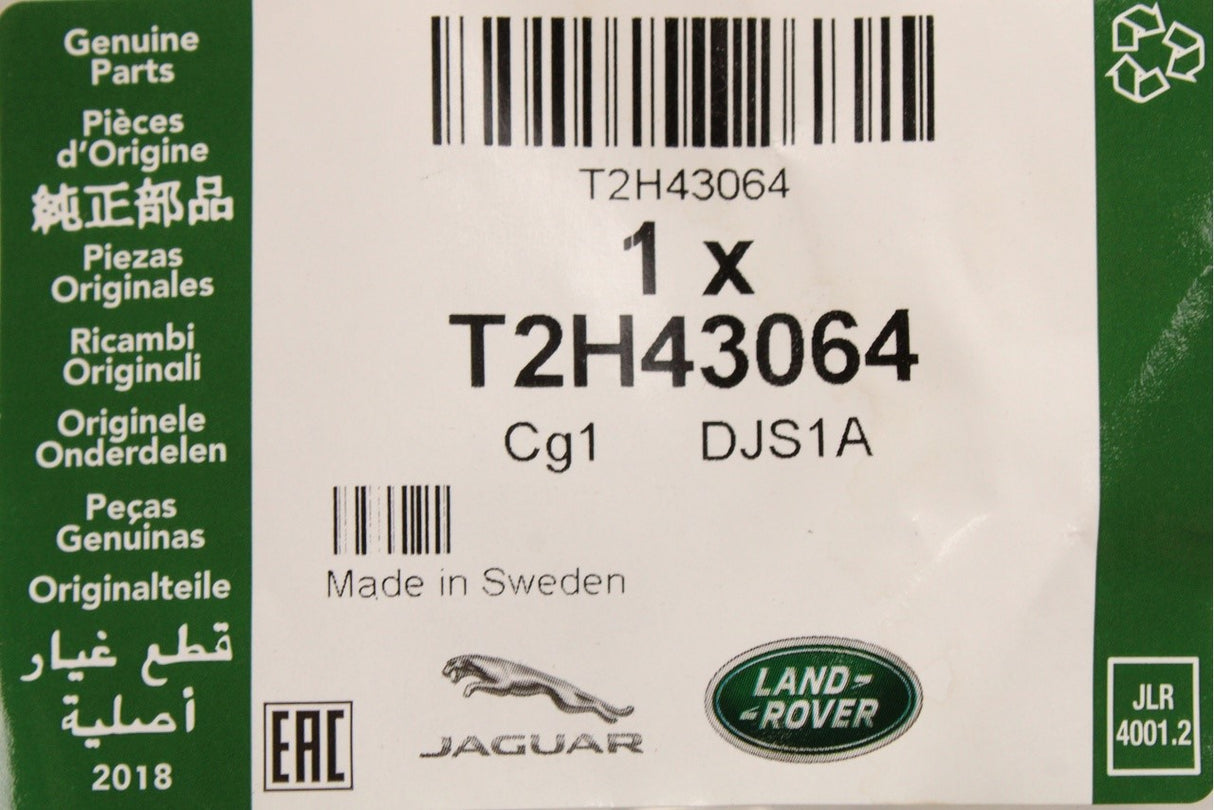 Genuine
Parts
Pièces
d'Origine
純正部品
Piezas
Originales
Ricambi
Originali
Originele
Onderdelen
Peças
Genuinas
Originalteile
قطع غيار
أصلية
2018
T2H43064
1 x
T2H43064
Cg1 DJS1A
Made in Sweden
EAC
JAGUAR
LAND-
-ROVER
JLR
4001.2